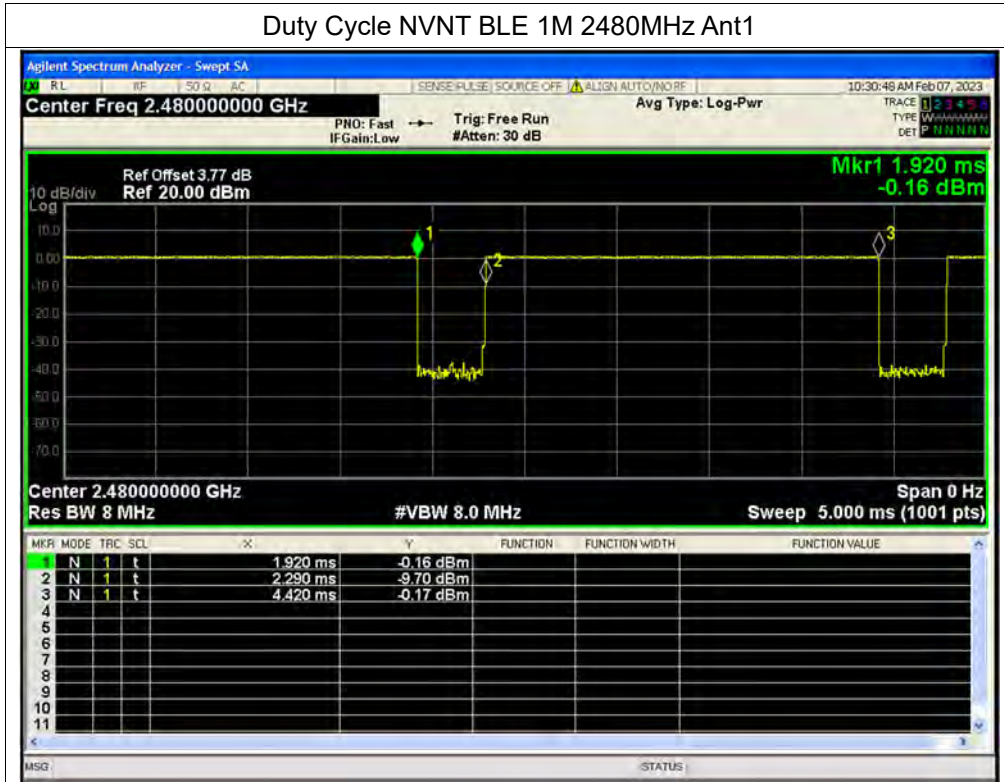 Duty Cycle NVNT BLE 1M 2480MHz Ant1
Agilent Spectrum Analyzer - Swept SA
LXI RL RF 50 Ω AC SENSE:PULSE SOURCE OFF ALIGN AUTO/NO RF 10:30:46 AM Feb 07, 2023
Center Freq 2.480000000 GHz Avg Type: Log-Pwr TRACE 1 2 3 4 5 6
PNO: Fast Trig: Free Run TYPE W
IFGain:Low #Atten: 30 dB DET P N N N N N
Mkr1 1.920 ms
-0.16 dBm
Ref Offset 3.77 dB
10 dB/div Ref 20.00 dBm
Log
10.0
0.00
-10.0
-20.0
-30.0
-40.0
-50.0
-60.0
-70.0
1
2
3
Center 2.480000000 GHz Span 0 Hz
Res BW 8 MHz #VBW 8.0 MHz Sweep 5.000 ms (1001 pts)
MKR MODE TRC SCL X Y FUNCTION FUNCTION WIDTH FUNCTION VALUE
1 N 1 t 1.920 ms -0.16 dBm
2 N 1 t 2.290 ms -9.70 dBm
3 N 1 t 4.420 ms -0.17 dBm
4
5
6
7
8
9
10
11
MSG STATUS